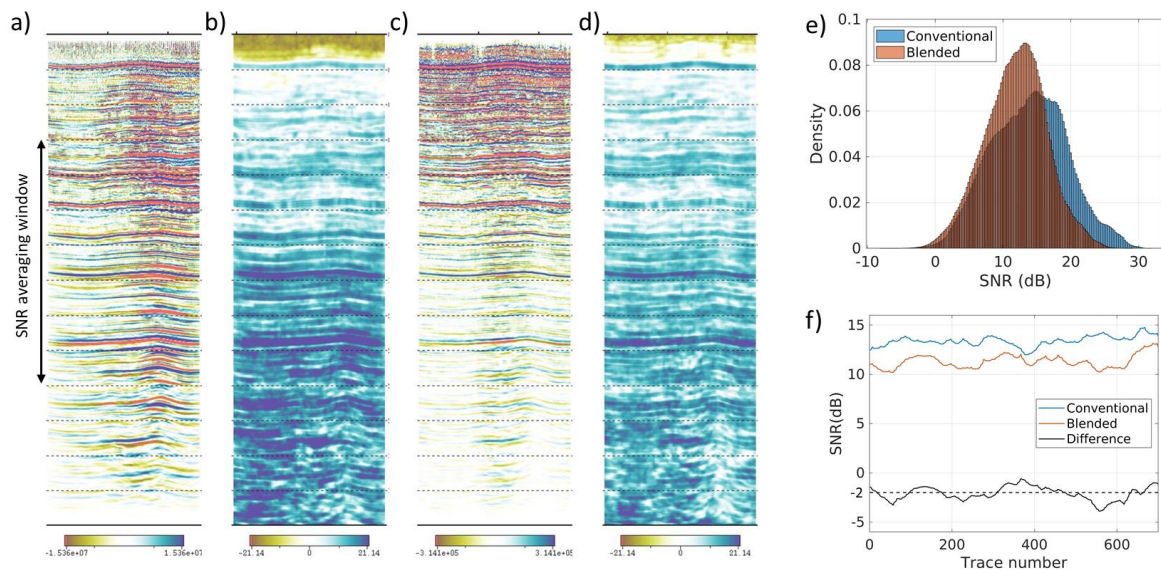 a)
b)
c)
d)
SNR averaging window
-1.536e+07
1.536e+07
-21.14
0
21.14
-3.141e+05
3.141e+05
-21.14
0
21.14
e)
0.1
0.08
0.06
0.04
0.02
0
Density
Conventional
Blended
-10
0
10
20
30
SNR (dB)
f)
15
10
5
0
-2
-5
SNR(dB)
Conventional
Blended
Difference
0
200
400
600
Trace number